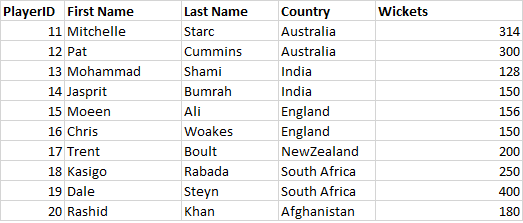 PlayerID First Name Last Name Country Wickets
11 Mitchelle Starc Australia 314
12 Pat Cummins Australia 300
13 Mohammad Shami India 128
14 Jasprit Bumrah India 150
15 Moeen Ali England 156
16 Chris Woakes England 150
17 Trent Boult NewZealand 200
18 Kasigo Rabada South Africa 250
19 Dale Steyn South Africa 400
20 Rashid Khan Afghanistan 180